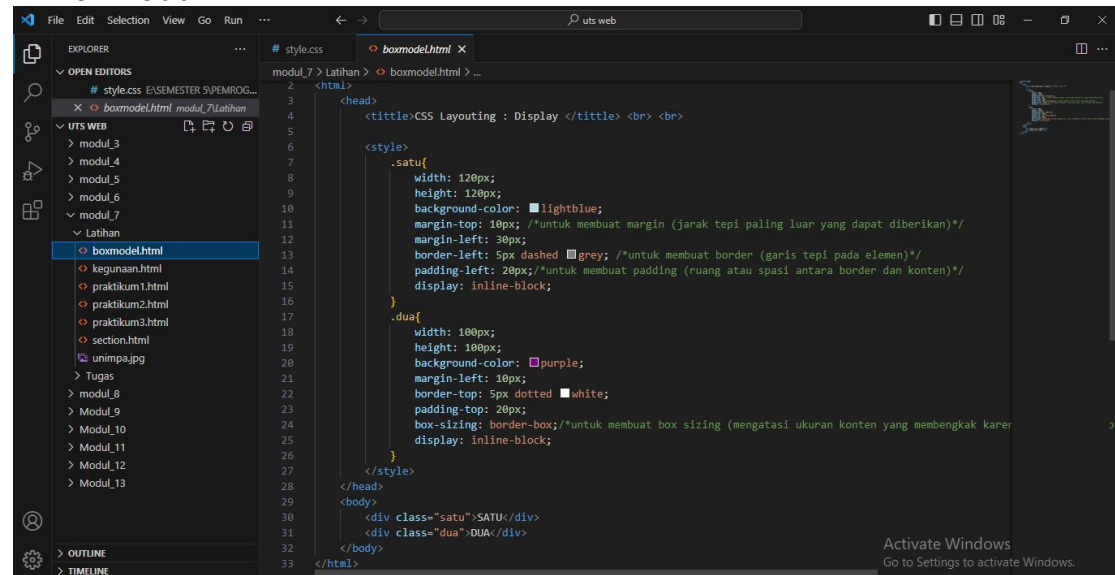 File Edit Selection View Go Run ... uts web
EXPLORER
OPEN EDITORS
# style.css E:\SEMESTER 5\PEMROG...
boxmodel.html modul_7\Latihan
UTS WEB
modul_3
modul_4
modul_5
modul_6
modul_7
Latihan
boxmodel.html
kegunaan.html
praktikum1.html
praktikum2.html
praktikum3.html
section.html
unimpa.jpg
Tugas
modul_8
Modul_9
Modul_10
Modul_11
Modul_12
Modul_13
OUTLINE
TIMELINE
# style.css boxmodel.html
modul_7 > Latihan > boxmodel.html > ...
2 <html>
3 <head>
4 <tittle>CSS Layouting : Display </tittle> <br> <br>
5
6 <style>
7 .satu{
8 width: 120px;
9 height: 120px;
10 background-color: lightblue;
11 margin-top: 10px; /*untuk membuat margin (jarak tepi paling luar yang dapat diberikan)*/
12 margin-left: 30px;
13 border-left: 5px dashed grey; /*untuk membuat border (garis tepi pada elemen)*/
14 padding-left: 20px;/*untuk membuat padding (ruang atau spasi antara border dan konten)*/
15 display: inline-block;
16 }
17 .dua{
18 width: 100px;
19 height: 100px;
20 background-color: purple;
21 margin-left: 10px;
22 border-top: 5px dotted white;
23 padding-top: 20px;
24 box-sizing: border-box;/*untuk membuat box sizing (mengatasi ukuran konten yang membengkak karen
25 display: inline-block;
26 }
27 </style>
28 </head>
29 <body>
30 <div class="satu">SATU</div>
31 <div class="dua">DUA</div>
32 </body>
33 </html>
Activate Windows
Go to Settings to activate Windows.